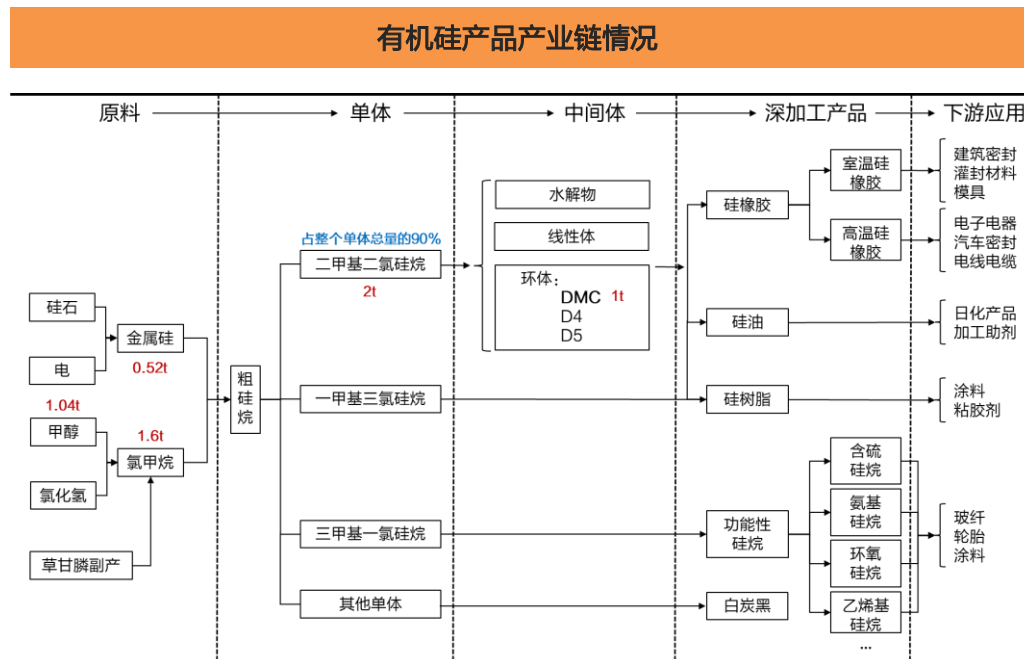 有机硅产品产业链情况
原料
单体
中间体
深加工产品
下游应用
硅石
电
1.04t
甲醇
氯化氢
草甘膦副产
金属硅
0.52t
1.6t
氯甲烷
粗
硅
烷
占整个单体总量的90%
二甲基二氯硅烷
2t
一甲基三氯硅烷
三甲基一氯硅烷
其他单体
水解物
线性体
环体：
DMC 1t
D4
D5
硅橡胶
硅油
硅树脂
功能性
硅烷
白炭黑
室温硅
橡胶
高温硅
橡胶
含硫
硅烷
氨基
硅烷
环氧
硅烷
乙烯基
硅烷
...
建筑密封
灌封材料
模具
电子电器
汽车密封
电线电缆
日化产品
加工助剂
涂料
粘胶剂
玻纤
轮胎
涂料